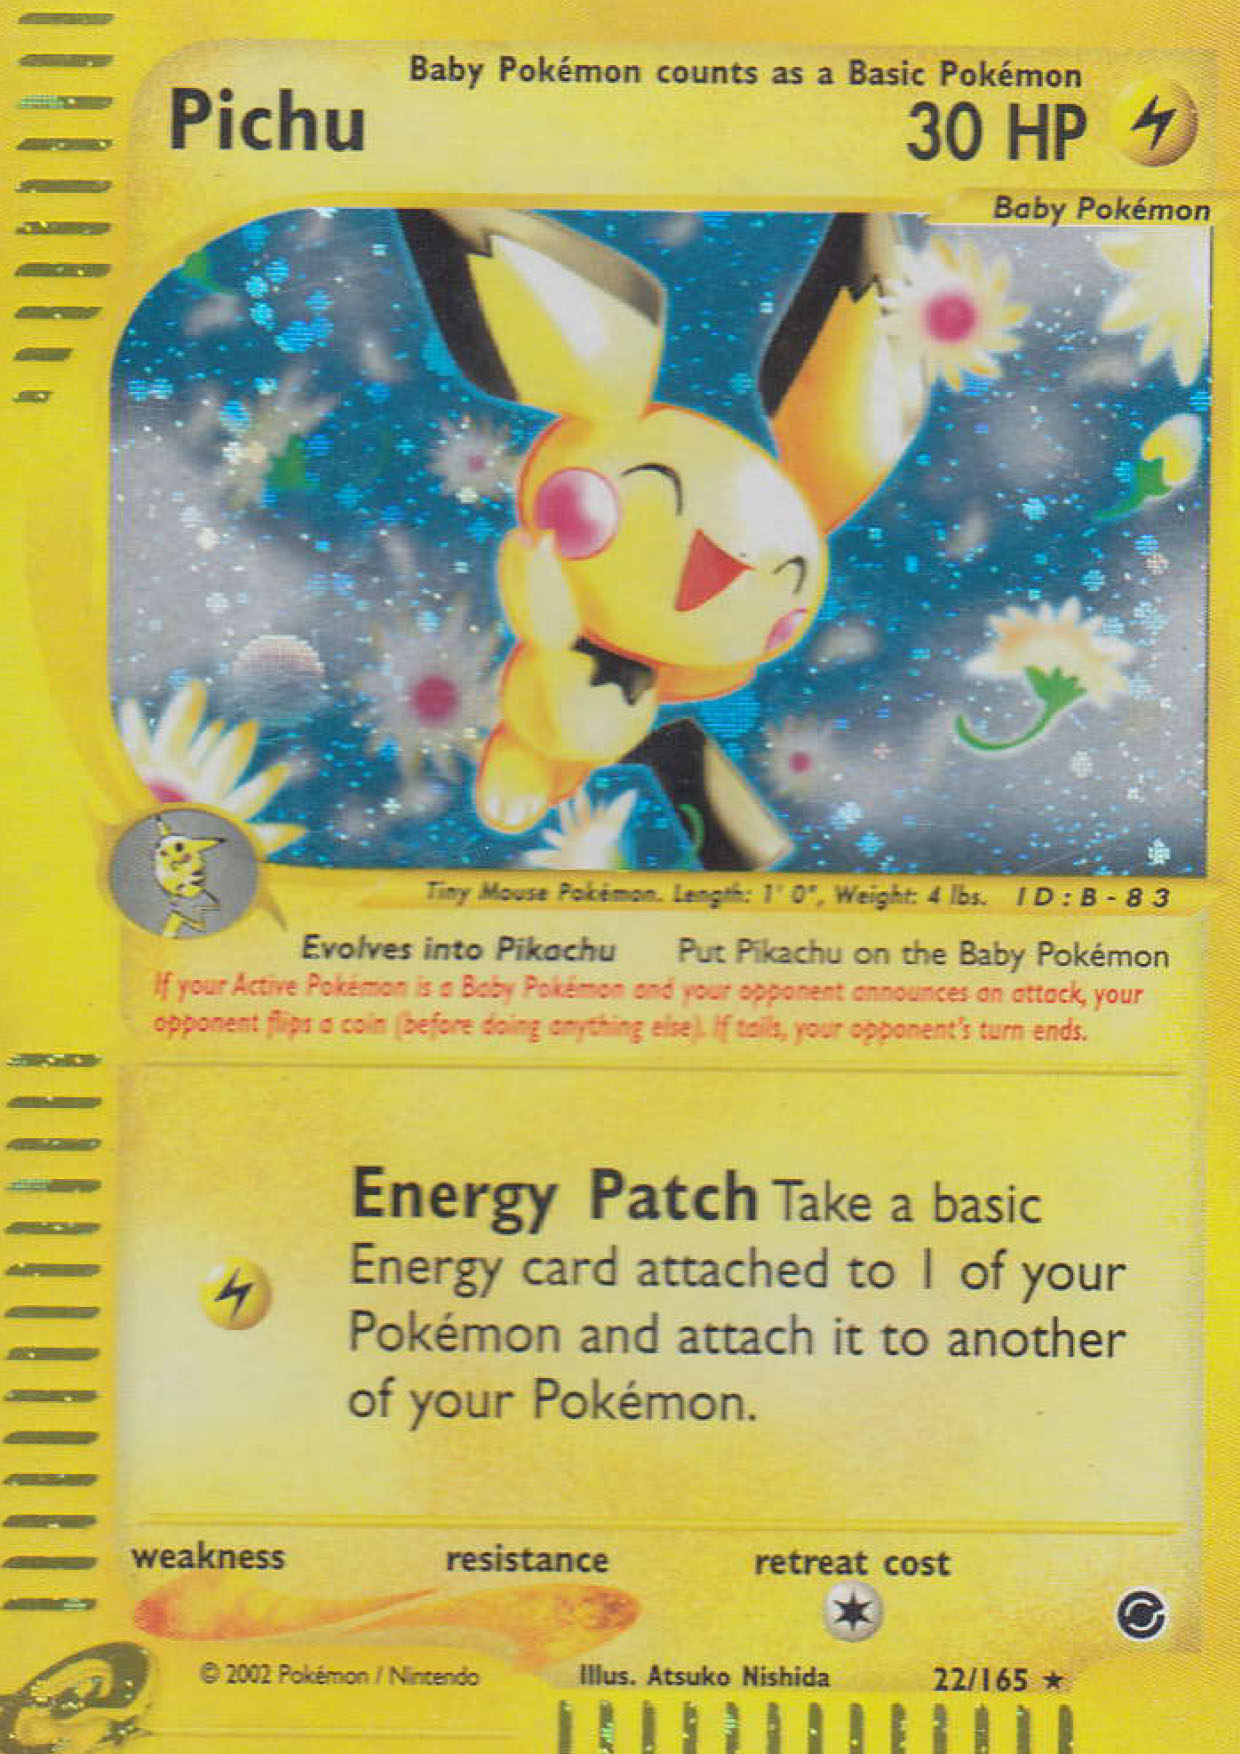 Baby Pokémon counts as a Basic Pokémon
Pichu
30 HP
Baby Pokémon
Tiny Mouse Pokémon. Length: 1' 0", Weight: 4 lbs. ID:B-83
Evolves into Pikachu Put Pikachu on the Baby Pokémon
If your Active Pokémon is a Baby Pokémon and your opponent announces an attack, your
opponent flips a coin (before doing anything else). If tails, your opponent's turn ends.
Energy Patch Take a basic
Energy card attached to 1 of your
Pokémon and attach it to another
of your Pokémon.
weakness resistance retreat cost
© 2002 Pokémon / Nintendo Illus. Atsuko Nishida 22/165 ★